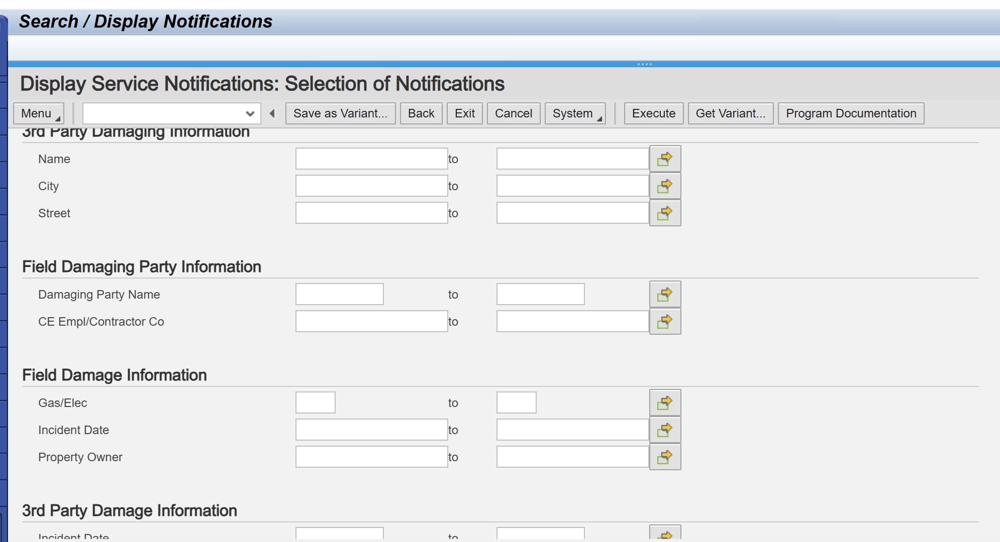 Search / Display Notifications
Display Service Notifications: Selection of Notifications
Menu Save as Variant... Back Exit Cancel System Execute Get Variant... Program Documentation
3rd Party Damaging Information
Name to
City to
Street to
Field Damaging Party Information
Damaging Party Name to
CE Empl/Contractor Co to
Field Damage Information
Gas/Elec to
Incident Date to
Property Owner to
3rd Party Damage Information
Incident Date to